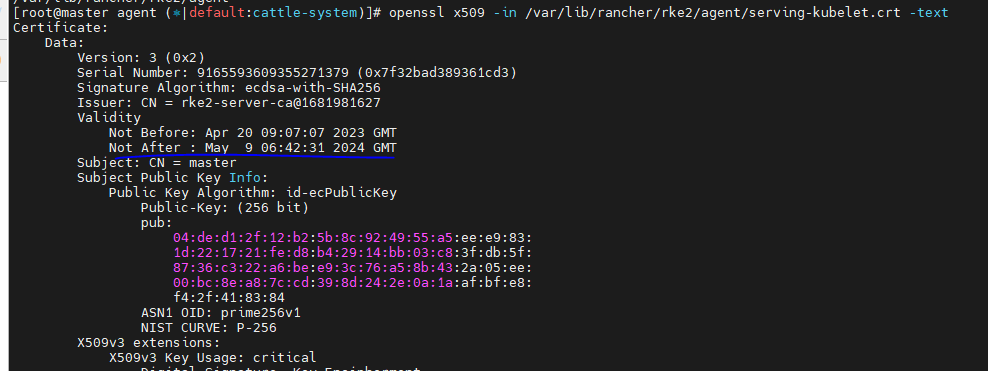 /var/lib/rancher/rke2/agent
[root@master agent (*|default:cattle-system)]# openssl x509 -in /var/lib/rancher/rke2/agent/serving-kubelet.crt -text
Certificate:
Data:
Version: 3 (0x2)
Serial Number: 9165593609355271379 (0x7f32bad389361cd3)
Signature Algorithm: ecdsa-with-SHA256
Issuer: CN = rke2-server-ca@1681981627
Validity
Not Before: Apr 20 09:07:07 2023 GMT
Not After : May  9 06:42:31 2024 GMT
Subject: CN = master
Subject Public Key Info:
Public Key Algorithm: id-ecPublicKey
Public-Key: (256 bit)
pub:
04:de:d1:2f:12:b2:5b:8c:92:49:55:a5:ee:e9:83:
1d:22:17:21:fe:d8:b4:29:14:bb:03:c8:3f:db:5f:
87:36:c3:22:a6:be:e9:3c:76:a5:8b:43:2a:05:ee:
00:bc:8e:a8:7c:cd:39:8d:24:2e:0a:1a:af:bf:e8:
f4:2f:41:83:84
ASN1 OID: prime256v1
NIST CURVE: P-256
X509v3 extensions:
X509v3 Key Usage: critical
Digital Signature, Key Encipherment